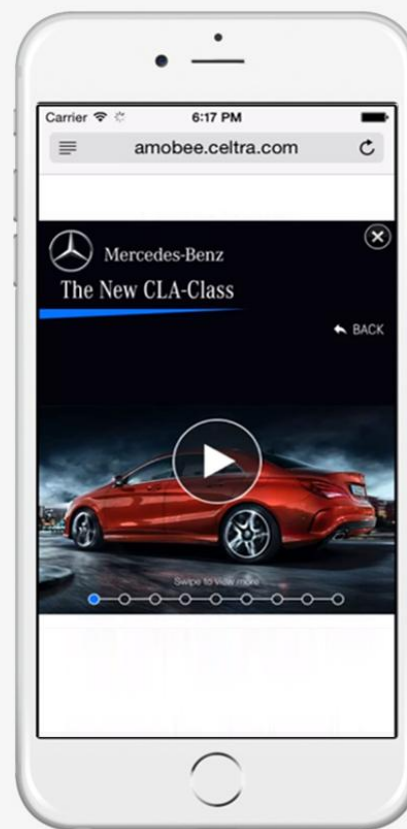 Carrier 6:17 PM
amobee.celtra.com
Mercedes-Benz
The New CLA-Class
BACK
Swipe to view more